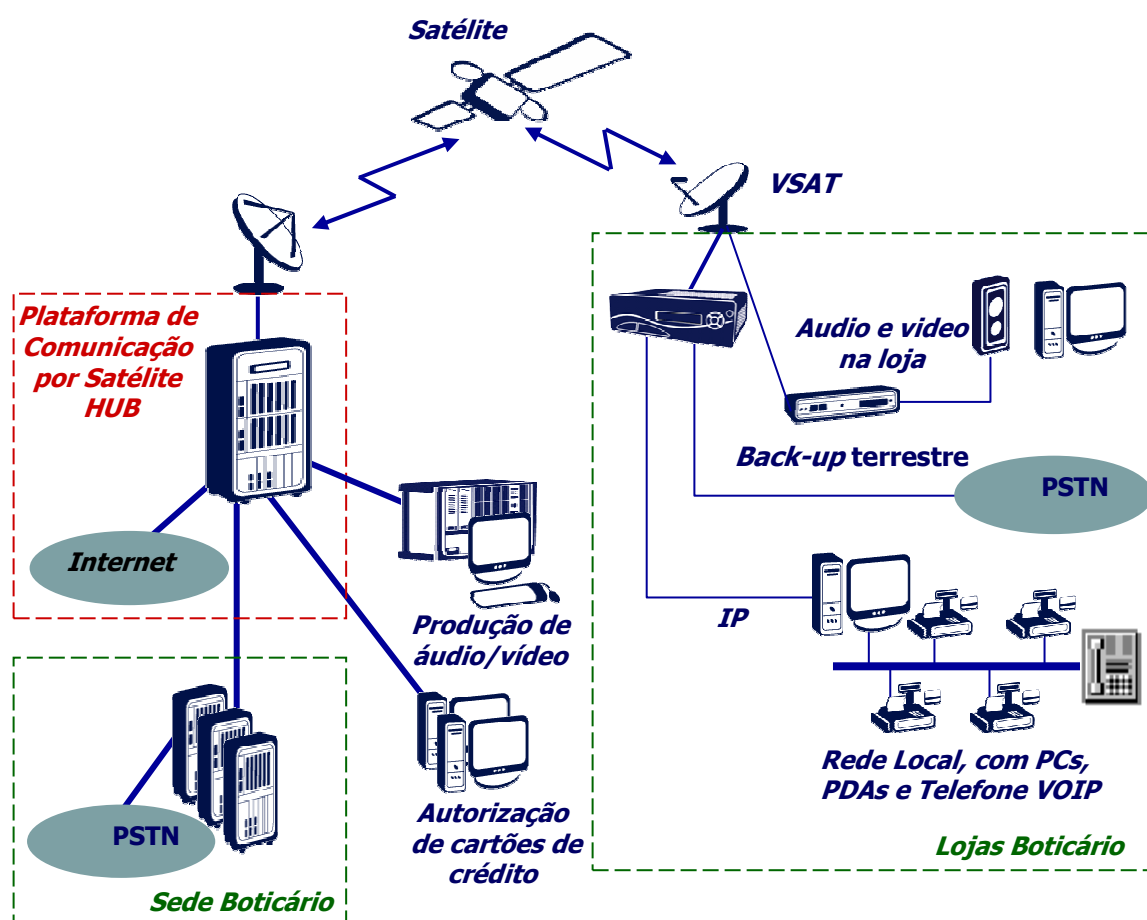 Satélite
VSAT
Plataforma de
Comunicação
por Satélite
HUB
Internet
Produção de
áudio/vídeo
Autorização
de cartões de
crédito
PSTN
Sede Boticário
Audio e video
na loja
Back-up terrestre
PSTN
IP
Rede Local, com PCs,
PDAs e Telefone VOIP
Lojas Boticário